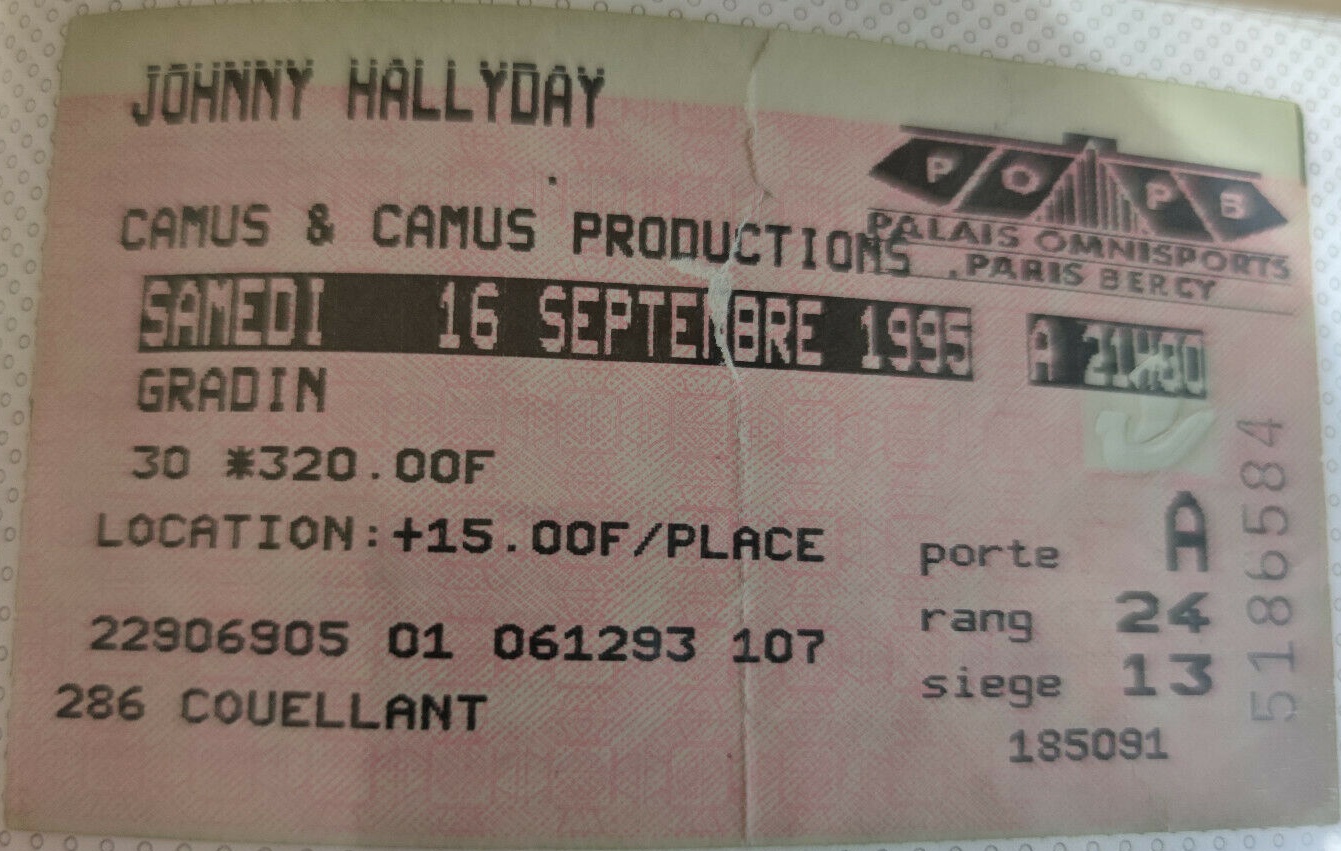 JOHNNY HALLYDAY
P O P B
PALAIS OMNISPORTS
PARIS BERCY
CAMUS & CAMUS PRODUCTIONS
SAMEDI 16 SEPTEMBRE 1995 A 21H00
GRADIN
30 *320.00F
LOCATION:+15.00F/PLACE
porte A
rang 24
siege 13
22906905 01 061293 107
286 COUELLANT
185091
5186584